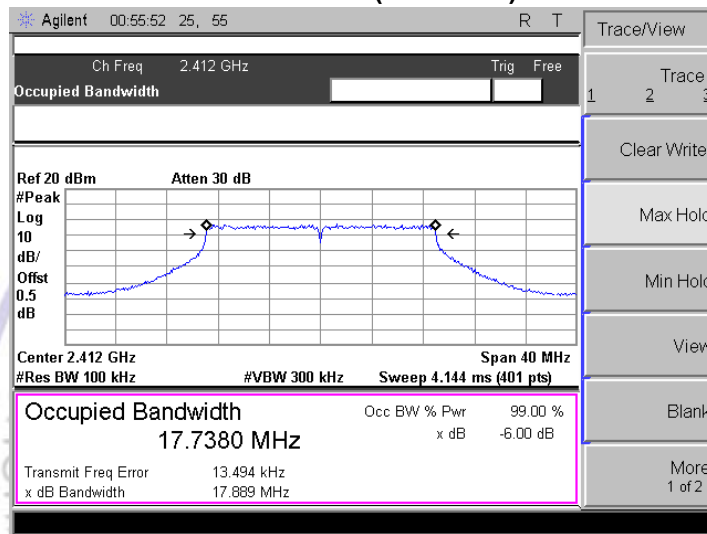 Agilent 00:55:52 25, 55 R T
Trace/View
Ch Freq 2.412 GHz Trig Free
Occupied Bandwidth
Trace
1 2 3
Clear Write
Ref 20 dBm Atten 30 dB
#Peak
Log
10
dB/
Offst
0.5
dB
Max Hold
Min Hold
View
Center 2.412 GHz Span 40 MHz
#Res BW 100 kHz #VBW 300 kHz Sweep 4.144 ms (401 pts)
Occupied Bandwidth Occ BW % Pwr 99.00 %
17.7380 MHz x dB -6.00 dB
Transmit Freq Error 13.494 kHz
x dB Bandwidth 17.889 MHz
Blank
More
1 of 2